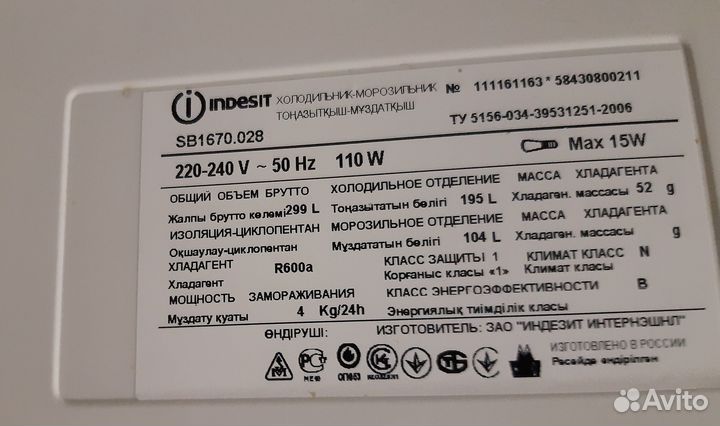 indesit ХОЛОДИЛЬНИК-МОРОЗИЛЬНИК № 111161163 * 58430800211
ТОҢАЗЫТҚЫШ-МҰЗДАТҚЫШ
SB1670.028 ТУ 5156-034-39531251-2006
220-240 V ~ 50 Hz 110 W Max 15W
ОБЩИЙ ОБЪЕМ БРУТТО ХОЛОДИЛЬНОЕ ОТДЕЛЕНИЕ МАССА ХЛАДАГЕНТА
Жалпы брутто көлемі 299 L Тоңазытатын белігі 195 L Хладаген. массасы 52 g
ИЗОЛЯЦИЯ-ЦИКЛОПЕНТАН МОРОЗИЛЬНОЕ ОТДЕЛЕНИЕ МАССА ХЛАДАГЕНТА
Оқшаулау-циклопентан Мұздататын белігі 104 L Хладаген. массасы g
ХЛАДАГЕНТ R600a КЛАСС ЗАЩИТЫ 1 КЛИМАТ КЛАСС N
Хладагент Корғаныс класы «1» Климат класы
МОЩНОСТЬ ЗАМОРАЖИВАНИЯ КЛАСС ЭНЕРГОЭФФЕКТИВНОСТИ B
Мұздату қуаты 4 Kg/24h Энергиялық тиімділік класы
ӨНДІРУШІ: ИЗГОТОВИТЕЛЬ: ЗАО "ИНДЕЗИТ ИНТЕРНЭШНЛ"
ИЗГОТОВЛЕНО В РОССИИ
Ресейде өндірілген
Avito